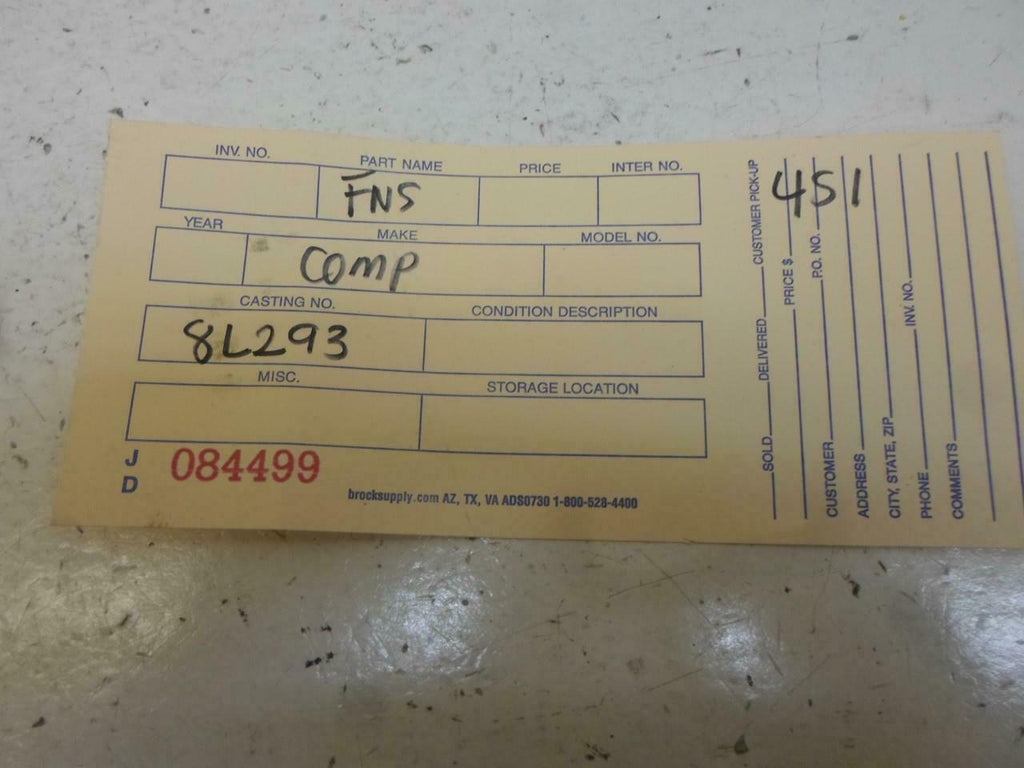 INV. NO. PART NAME PRICE INTER NO.
FNS
YEAR MAKE MODEL NO.
COMP
CASTING NO. CONDITION DESCRIPTION
8L293
MISC. STORAGE LOCATION
J
D
084499
brocksupply.com AZ, TX, VA ADS0730 1-800-528-4400
451
SOLD DELIVERED CUSTOMER PICK-UP
PRICE $
CUSTOMER P.O. NO.
ADDRESS
CITY, STATE, ZIP
PHONE INV. NO.
COMMENTS